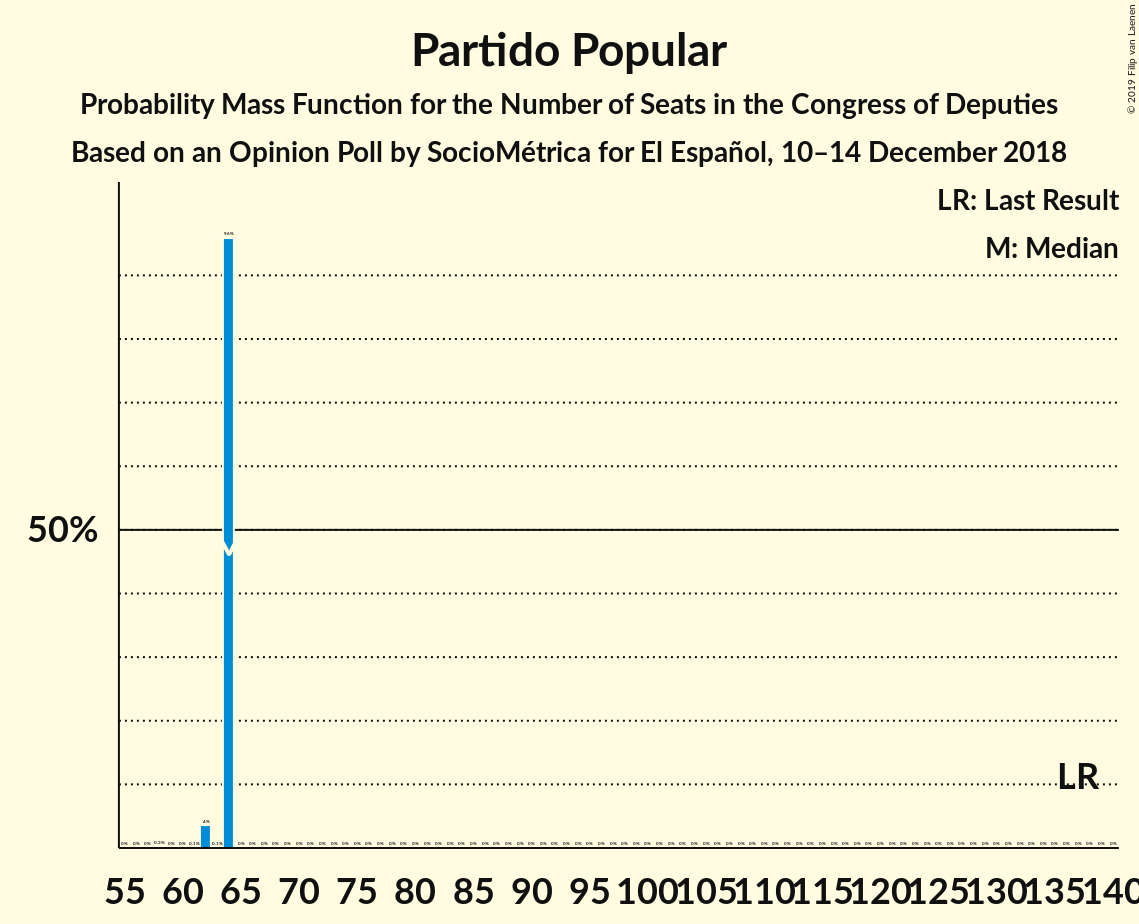 Partido Popular
Probability Mass Function for the Number of Seats in the Congress of Deputies
Based on an Opinion Poll by SocioMétrica for El Español, 10–14 December 2018
© 2019 Filip van Laenen
LR: Last Result
M: Median
96%
50%
M
LR
4%
55 60 65 70 75 80 85 90 95 100 105 110 115 120 125 130 135 140